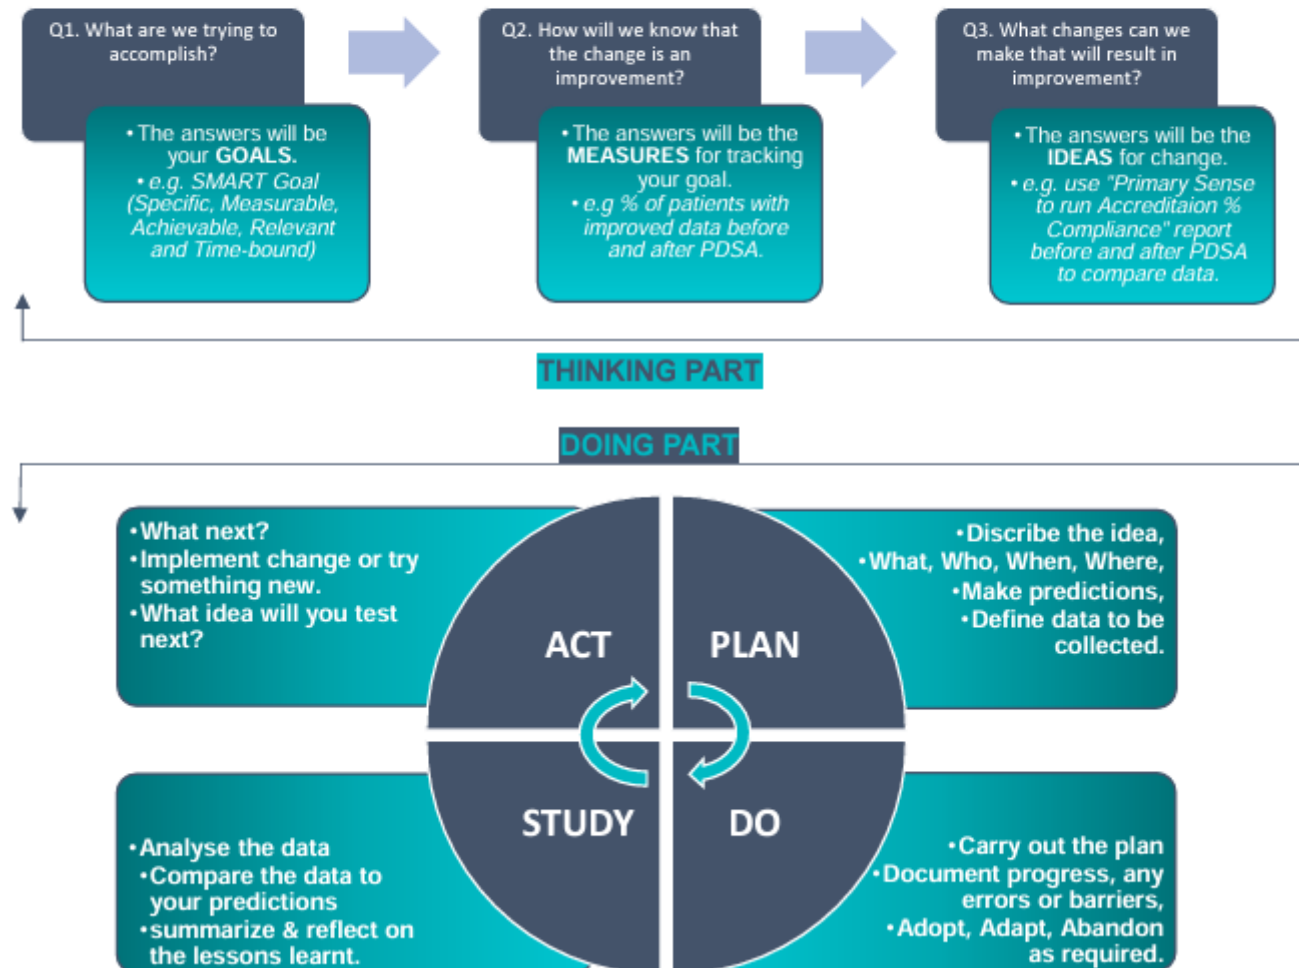 Q1. What are we trying to
accomplish?
• The answers will be
your GOALS.
• e.g. SMART Goal
(Specific, Measurable,
Achievable, Relevant
and Time-bound)
Q2. How will we know that
the change is an
improvement?
• The answers will be the
MEASURES for tracking
your goal.
• e.g % of patients with
improved data before
and after PDSA.
Q3. What changes can we
make that will result in
improvement?
• The answers will be the
IDEAS for change.
• e.g. use "Primary Sense
to run Accreditaion %
Compliance" report
before and after PDSA
to compare data.
THINKING PART
DOING PART
•What next?
•Implement change or try
something new.
•What idea will you test
next?
ACT
PLAN
•Discribe the idea,
•What, Who, When, Where,
•Make predictions,
•Define data to be
collected.
•Analyse the data
•Compare the data to
your predictions
•summarize & reflect on
the lessons learnt.
STUDY
DO
•Carry out the plan
•Document progress, any
errors or barriers,
•Adopt, Adapt, Abandon
as required.